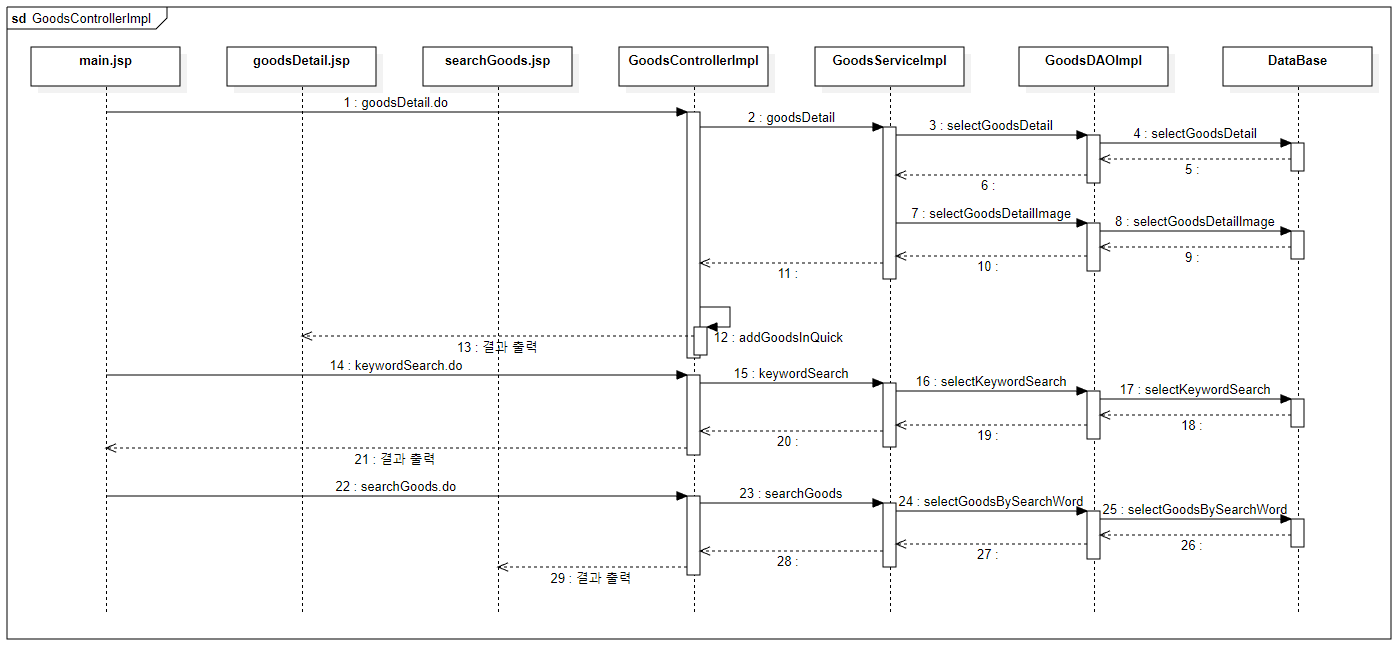 sd GoodsControllerImpl
main.jsp
goodsDetail.jsp
searchGoods.jsp
GoodsControllerImpl
GoodsServiceImpl
GoodsDAOImpl
DataBase
1 : goodsDetail.do
2 : goodsDetail
3 : selectGoodsDetail
4 : selectGoodsDetail
5 :
6 :
7 : selectGoodsDetailImage
8 : selectGoodsDetailImage
9 :
10 :
11 :
12 : addGoodsInQuick
13 : 결과 출력
14 : keywordSearch.do
15 : keywordSearch
16 : selectKeywordSearch
17 : selectKeywordSearch
18 :
19 :
20 :
21 : 결과 출력
22 : searchGoods.do
23 : searchGoods
24 : selectGoodsBySearchWord
25 : selectGoodsBySearchWord
26 :
27 :
28 :
29 : 결과 출력